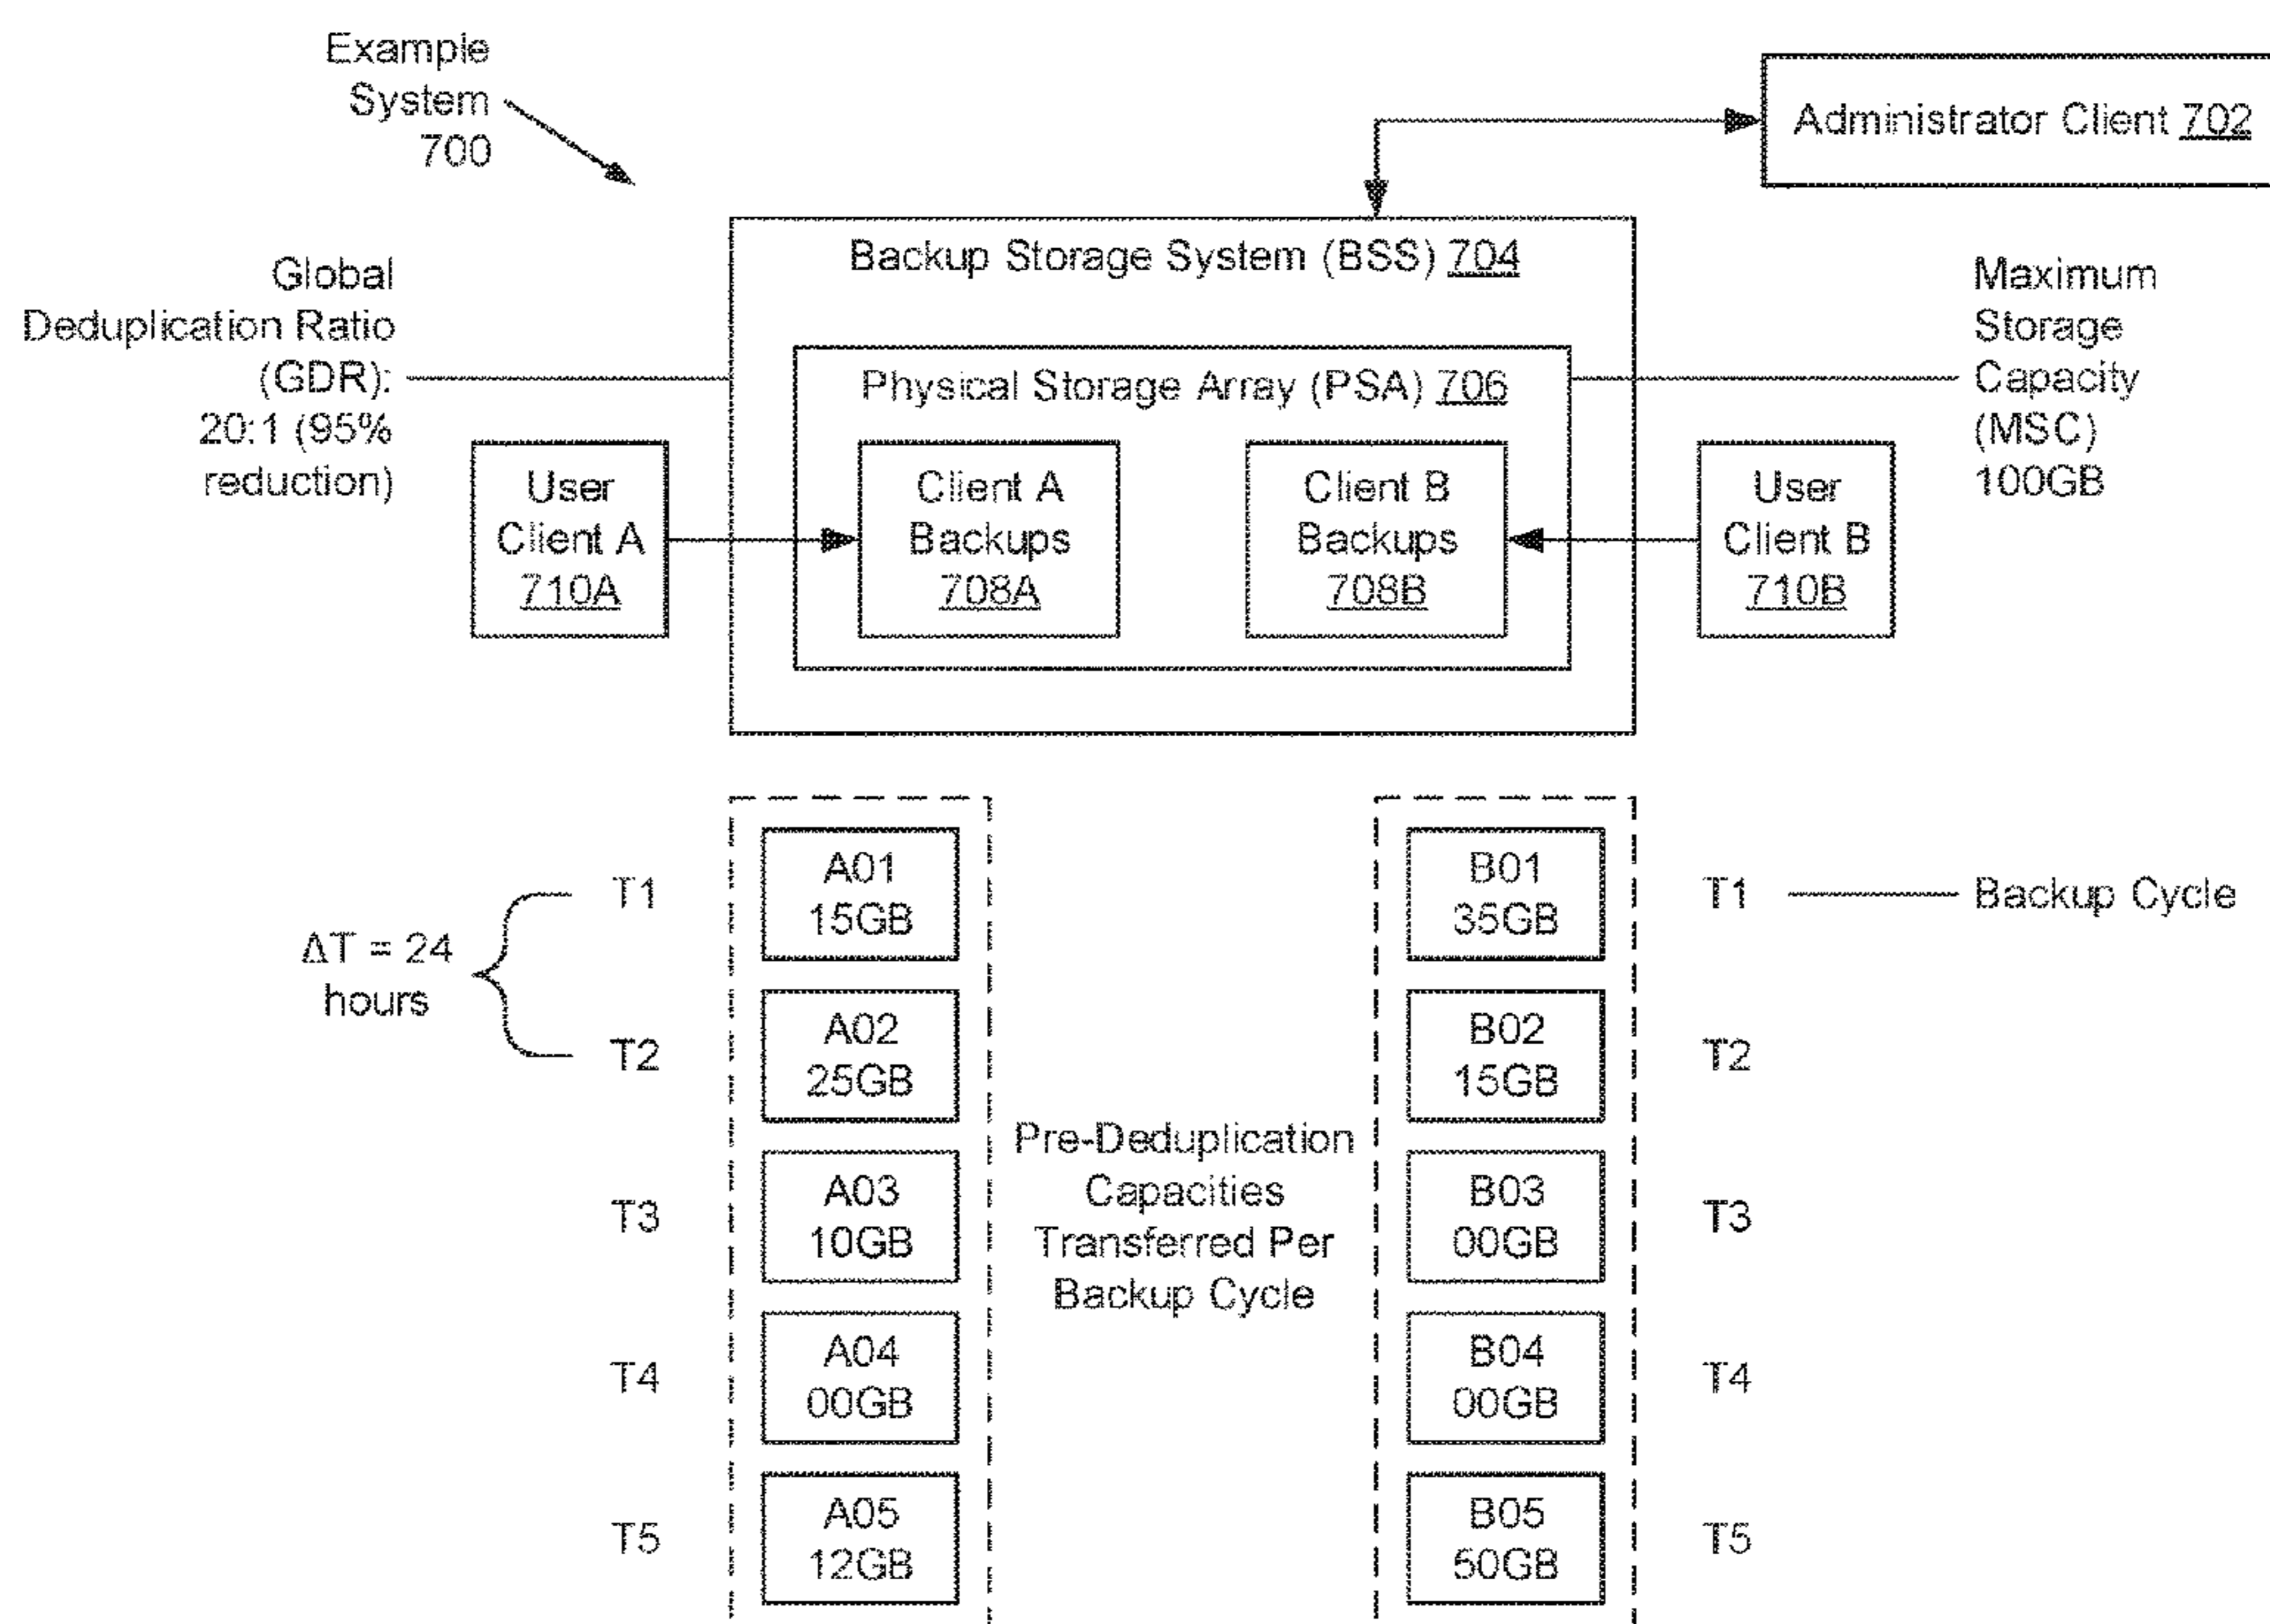 Example
System
700
Administrator Client 702
Backup Storage System (BSS) 704
Global
Deduplication Ratio
(GDR):
20:1 (95%
reduction)
Maximum
Storage
Capacity
(MSC)
100GB
Physical Storage Array (PSA) 706
User
Client A
710A
Client A
Backups
708A
Client B
Backups
708B
User
Client B
710B
ΔT = 24
hours
T1
T2
T3
T4
T5
A01
15GB
A02
25GB
A03
10GB
A04
00GB
A05
12GB
Pre-Deduplication
Capacities
Transferred Per
Backup Cycle
B01
35GB
B02
15GB
B03
00GB
B04
00GB
B05
T1
Backup Cycle
T2
T3
T4
T5